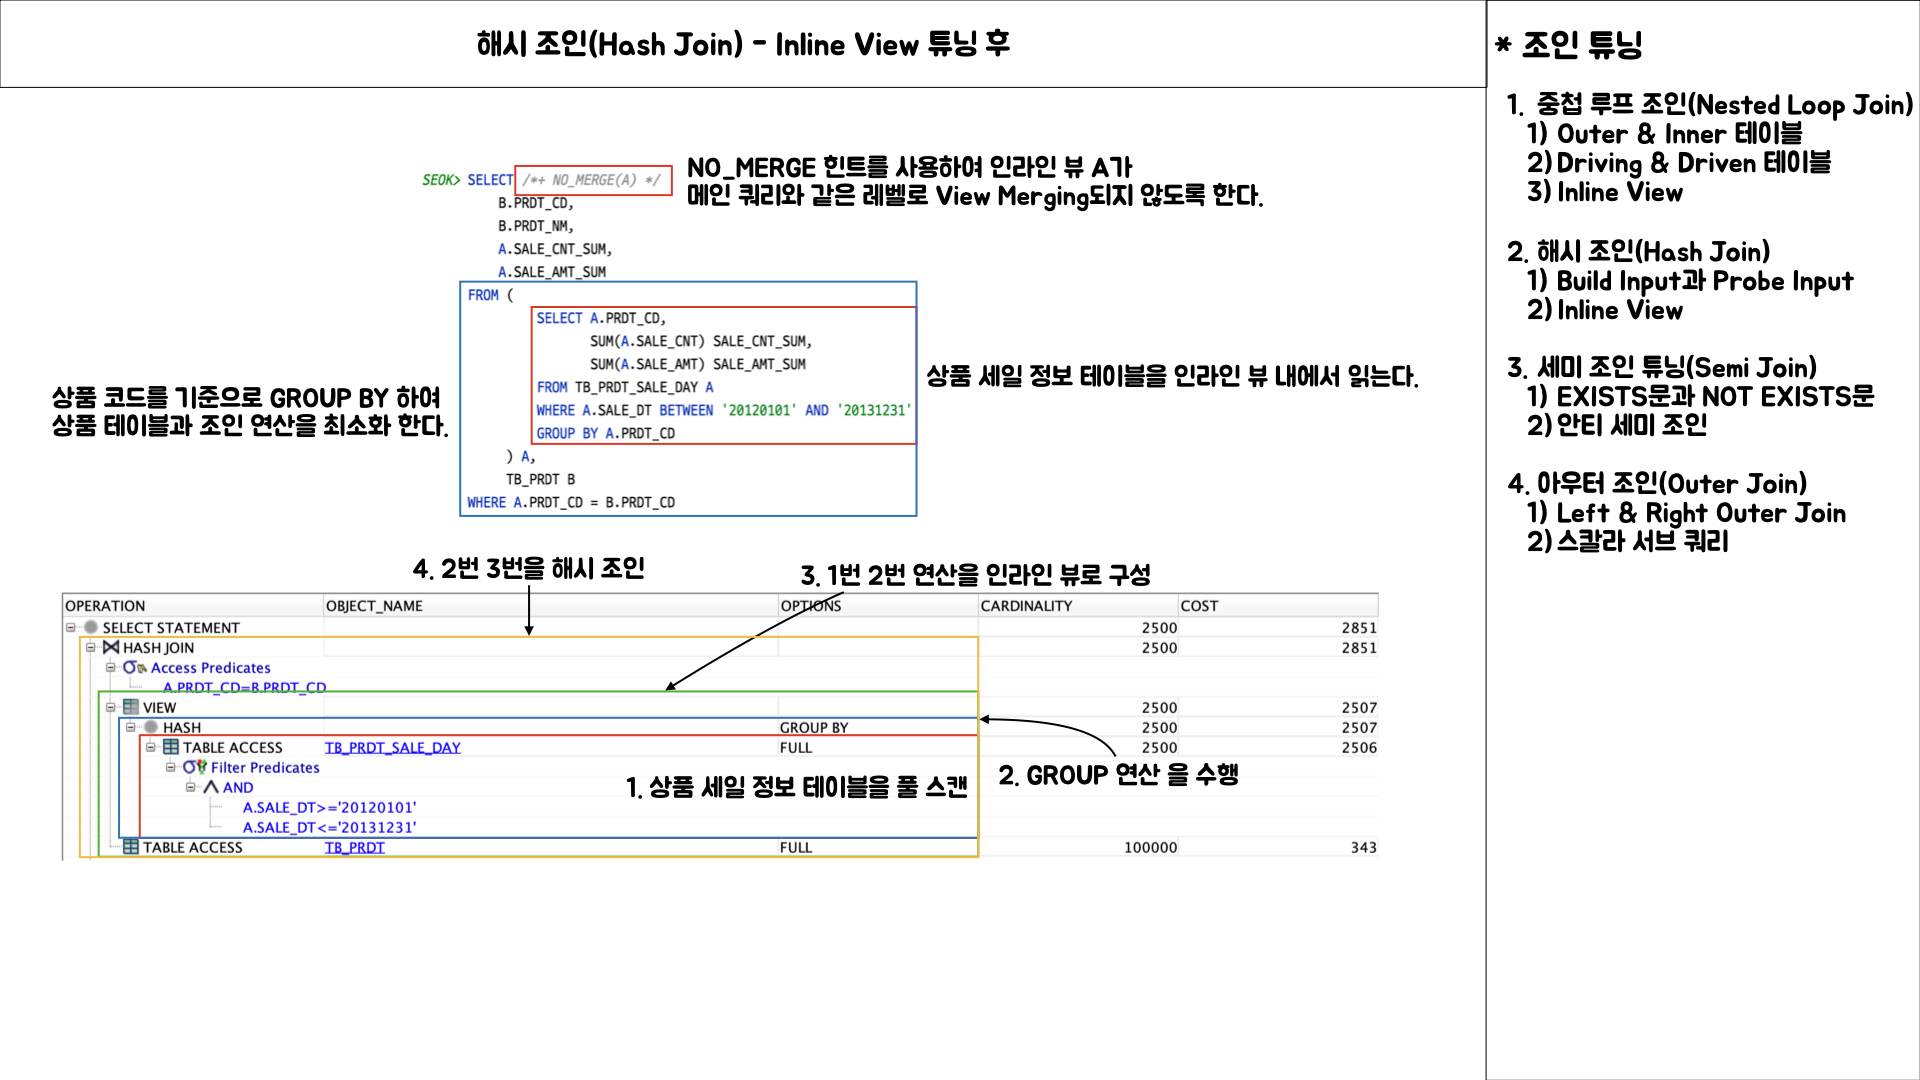 해시 조인(Hash Join) - Inline View 튜닝 후
SEOK> SELECT /*+ NO_MERGE(A) */
B.PRDT_CD,
B.PRDT_NM,
A.SALE_CNT_SUM,
A.SALE_AMT_SUM
FROM (
SELECT A.PRDT_CD,
SUM(A.SALE_CNT) SALE_CNT_SUM,
SUM(A.SALE_AMT) SALE_AMT_SUM
FROM TB_PRDT_SALE_DAY A
WHERE A.SALE_DT BETWEEN '20120101' AND '20131231'
GROUP BY A.PRDT_CD
) A,
TB_PRDT B
WHERE A.PRDT_CD = B.PRDT_CD
NO_MERGE 힌트를 사용하여 인라인 뷰 A가
메인 쿼리와 같은 레벨로 View Merging되지 않도록 한다.
상품 세일 정보 테이블을 인라인 뷰 내에서 읽는다.
상품 코드를 기준으로 GROUP BY 하여
상품 테이블과 조인 연산을 최소화 한다.
4. 2번 3번을 해시 조인
3. 1번 2번 연산을 인라인 뷰로 구성
OPERATION OBJECT_NAME OPTIONS CARDINALITY COST
SELECT STATEMENT 2500 2851
HASH JOIN 2500 2851
Access Predicates
A.PRDT_CD=B.PRDT_CD
VIEW 2500 2507
HASH GROUP BY 2500 2507
TABLE ACCESS TB_PRDT_SALE_DAY FULL 2500 2506
Filter Predicates
AND
A.SALE_DT>='20120101'
A.SALE_DT<='20131231'
TABLE ACCESS TB_PRDT FULL 100000 343
1. 상품 세일 정보 테이블을 풀 스캔
2. GROUP 연산 을 수행
* 조인 튜닝
1. 중첩 루프 조인(Nested Loop Join)
1) Outer & Inner 테이블
2) Driving & Driven 테이블
3) Inline View
2. 해시 조인(Hash Join)
1) Build Input과 Probe Input
2) Inline View
3. 세미 조인 튜닝(Semi Join)
1) EXISTS문과 NOT EXISTS문
2) 안티 세미 조인
4. 아우터 조인(Outer Join)
1) Left & Right Outer Join
2) 스칼라 서브 쿼리